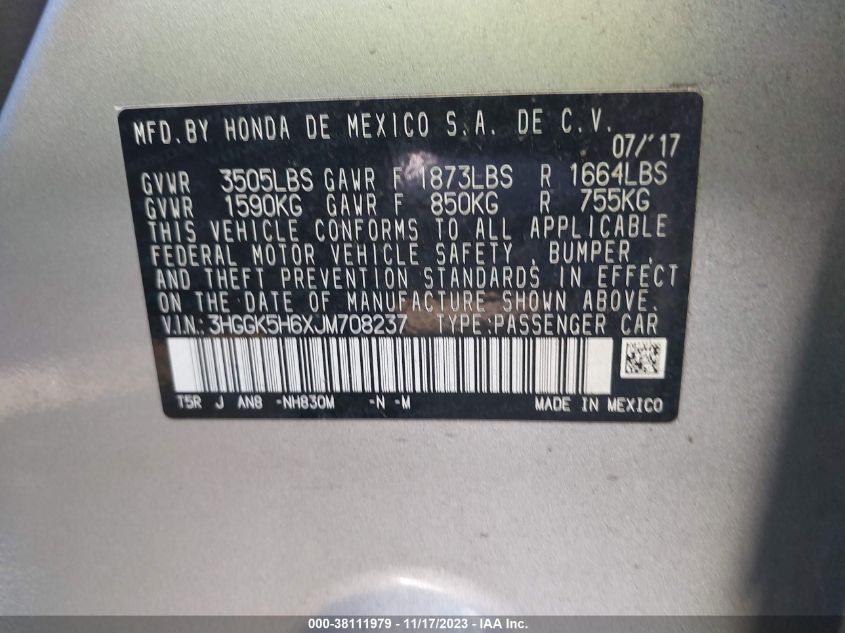 MFD. BY HONDA DE MEXICO S.A. DE C.V.
07/'17
GVWR 3505LBS GAWR F 1873LBS R 1664LBS
GVWR 1590KG GAWR F 850KG R 755KG
THIS VEHICLE CONFORMS TO ALL APPLICABLE
FEDERAL MOTOR VEHICLE SAFETY, BUMPER,
AND THEFT PREVENTION STANDARDS IN EFFECT
ON THE DATE OF MANUFACTURE SHOWN ABOVE.
V.I.N.: 3HGGK5H6XJM708237 TYPE:PASSENGER CAR
T5R J AN8 -NH830M -N -M MADE IN MEXICO
000-38111979 - 11/17/2023 - IAA Inc.